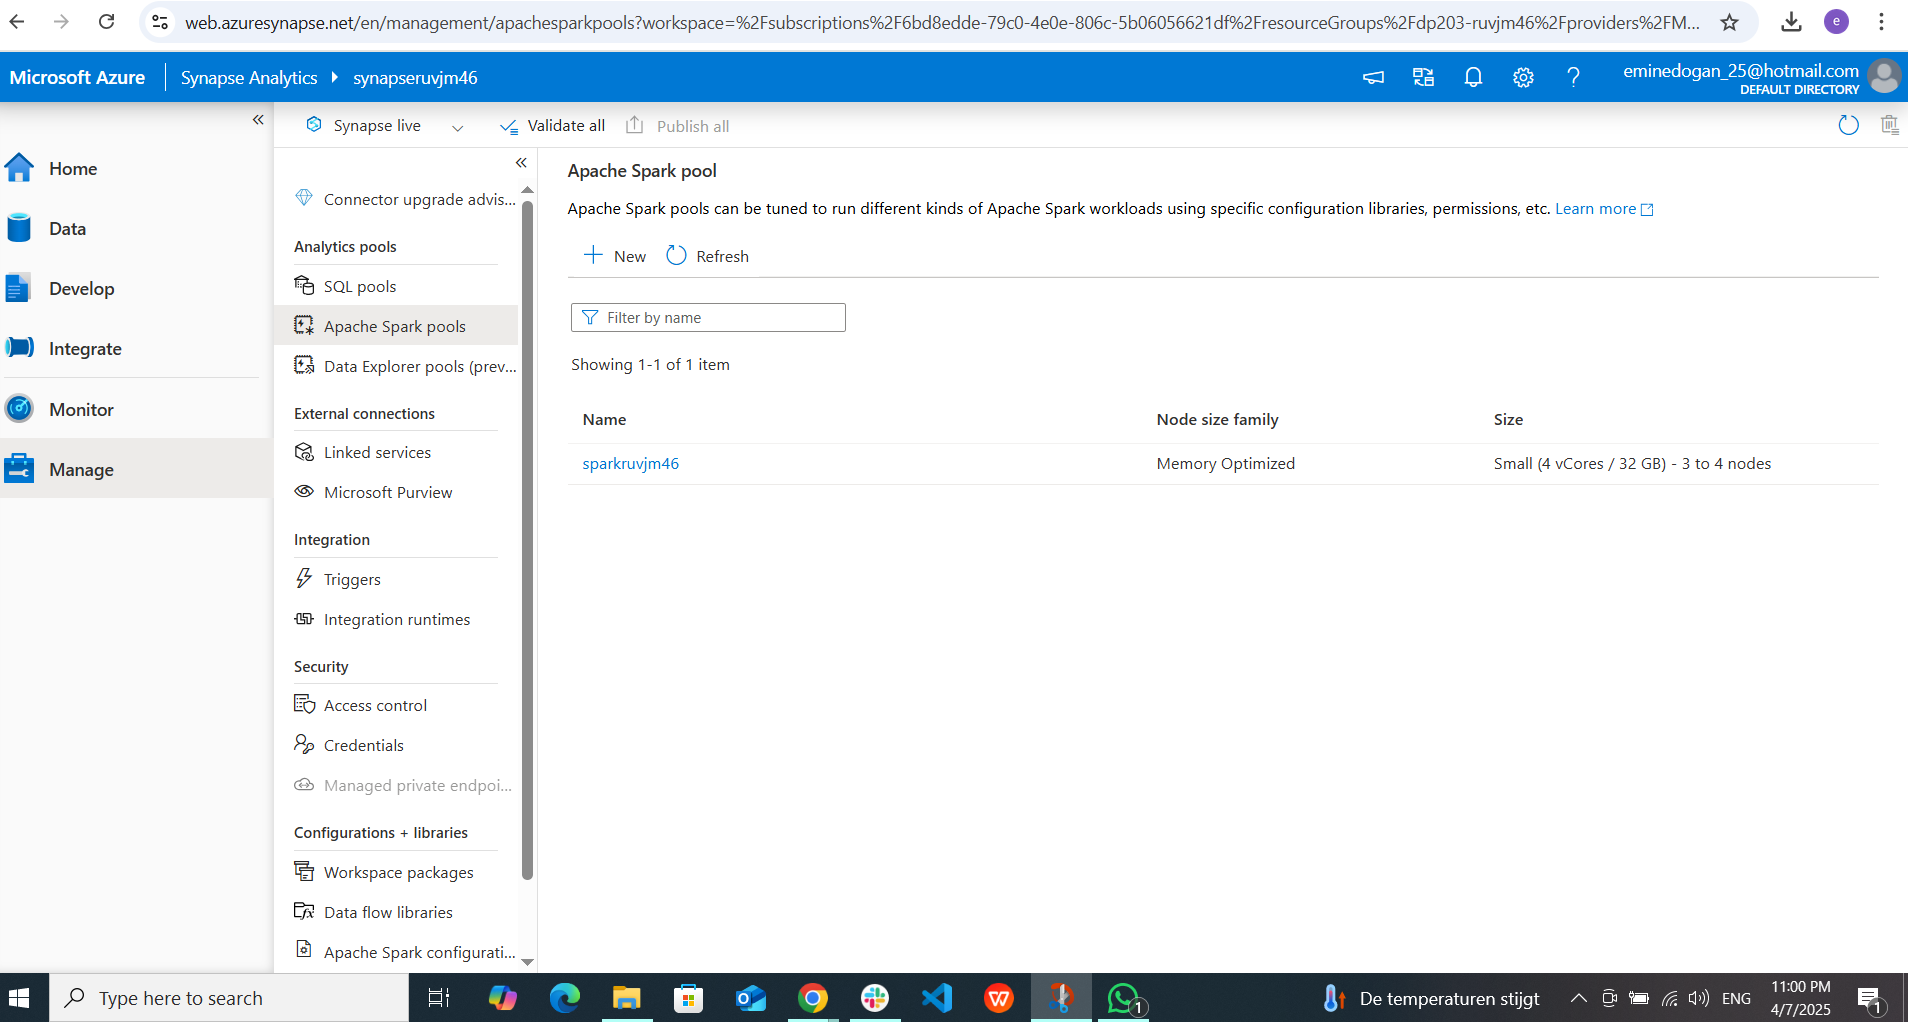 web.azuresynapse.net/en/management/apachesparkpools?workspace=%2Fsubscriptions%2F6bd8edde-79c0-4e0e-806c-5b06056621df%2FresourceGroups%2Fdp203-ruvjm46%2Fproviders%2FM...
e
Microsoft Azure
Synapse Analytics
synapseruvjm46
eminedogan_25@hotmail.com
DEFAULT DIRECTORY
Synapse live
Validate all
Publish all
Home
Data
Develop
Integrate
Monitor
Manage
Connector upgrade advis...
Analytics pools
SQL pools
Apache Spark pools
Data Explorer pools (prev...
External connections
Linked services
Microsoft Purview
Integration
Triggers
Integration runtimes
Security
Access control
Credentials
Managed private endpoi...
Configurations + libraries
Workspace packages
Data flow libraries
Apache Spark configurati...
Apache Spark pool
Apache Spark pools can be tuned to run different kinds of Apache Spark workloads using specific configuration libraries, permissions, etc. Learn more
New
Refresh
Filter by name
Showing 1-1 of 1 item
Name Node size family Size
sparkruvjm46 Memory Optimized Small (4 vCores / 32 GB) - 3 to 4 nodes
Type here to search
1
De temperaturen stijgt
ENG
11:00 PM
4/7/2025
1